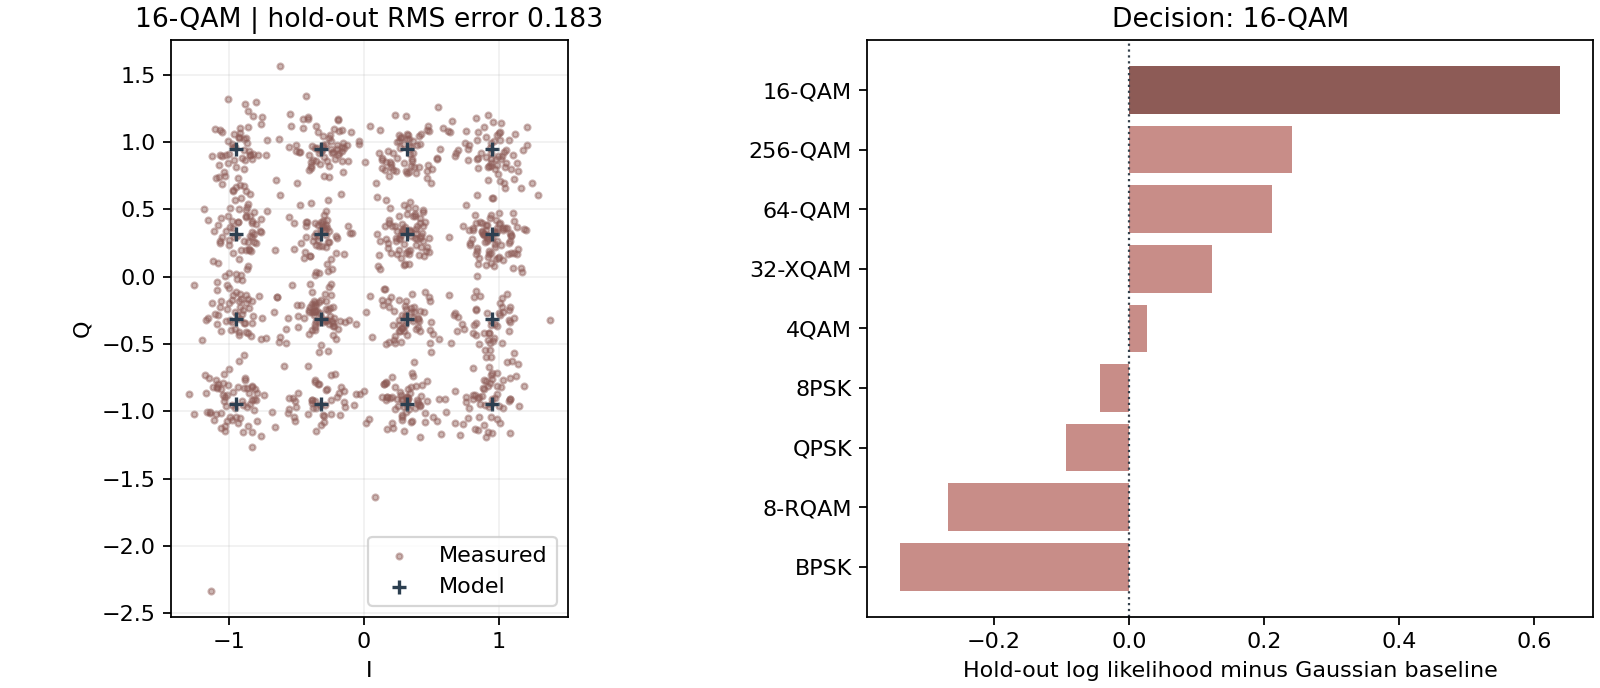 16-QAM | hold-out RMS error 0.183
1.5
1.0
0.5
0.0
−0.5
−1.0
−1.5
−2.0
−2.5
Q
−1
0
1
I
Measured
Model
Decision: 16-QAM
16-QAM
256-QAM
64-QAM
32-XQAM
4QAM
8PSK
QPSK
8-RQAM
BPSK
−0.2
0.0
0.2
0.4
0.6
Hold-out log likelihood minus Gaussian baseline